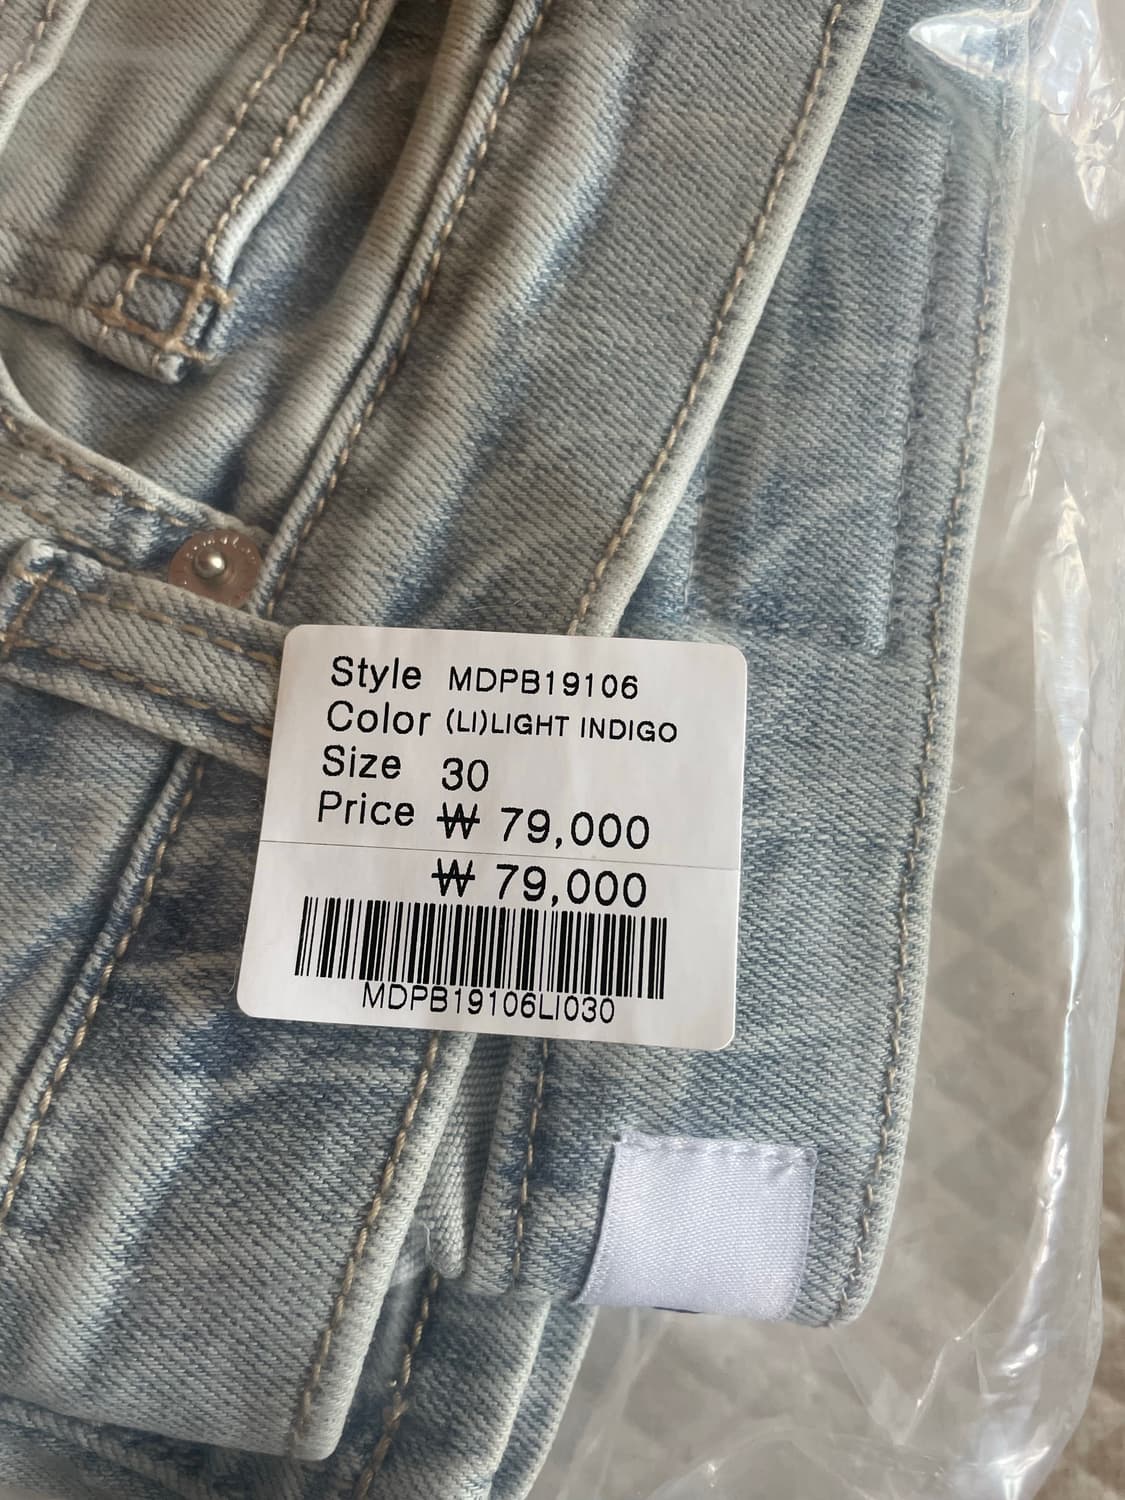 Style MDPB19106
Color (LI)LIGHT INDIGO
Size 30
Price ₩ 79,000
₩ 79,000
MDPB19106LI030